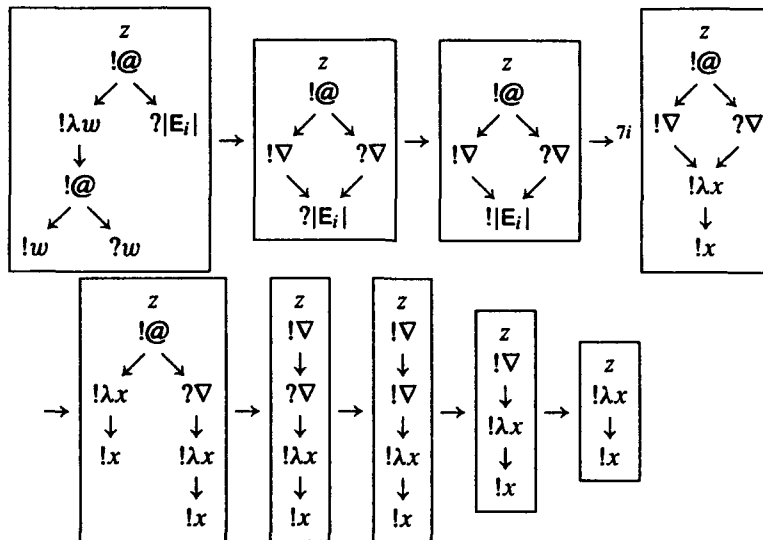 z z z z
!@ !@ !@ !@
!λw ?|E_i| → !∇ ?∇ → !∇ ?∇ →^{7i} !∇ ?∇
!@ ?|E_i| !|E_i| !λx
!w ?w !x
z z z z z
!@ !∇ !∇ !∇ !λx
→ !λx ?∇ → ?∇ → !∇ → !λx → !x
!x !λx !λx !λx !x
!x !x !x